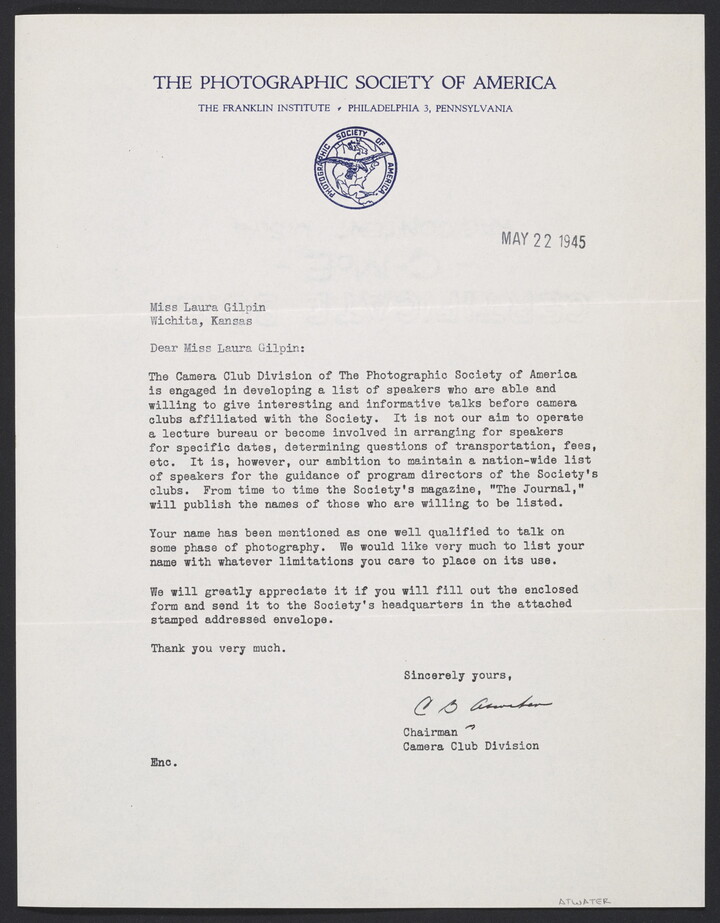 THE PHOTOGRAPHIC SOCIETY OF AMERICA
THE FRANKLIN INSTITUTE • PHILADELPHIA 3, PENNSYLVANIA
PHOTOGRAPHIC SOCIETY OF AMERICA
MAY 22 1945
Miss Laura Gilpin
Wichita, Kansas
Dear Miss Laura Gilpin:
The Camera Club Division of The Photographic Society of America
is engaged in developing a list of speakers who are able and
willing to give interesting and informative talks before camera
clubs affiliated with the Society. It is not our aim to operate
a lecture bureau or become involved in arranging for speakers
for specific dates, determining questions of transportation, fees,
etc. It is, however, our ambition to maintain a nation-wide list
of speakers for the guidance of program directors of the Society's
clubs. From time to time the Society's magazine, "The Journal,"
will publish the names of those who are willing to be listed.
Your name has been mentioned as one well qualified to talk on
some phase of photography. We would like very much to list your
name with whatever limitations you care to place on its use.
We will greatly appreciate it if you will fill out the enclosed
form and send it to the Society's headquarters in the attached
stamped addressed envelope.
Thank you very much.
Sincerely yours,
C B Atwater
Chairman
Camera Club Division
Enc.
ATWATER